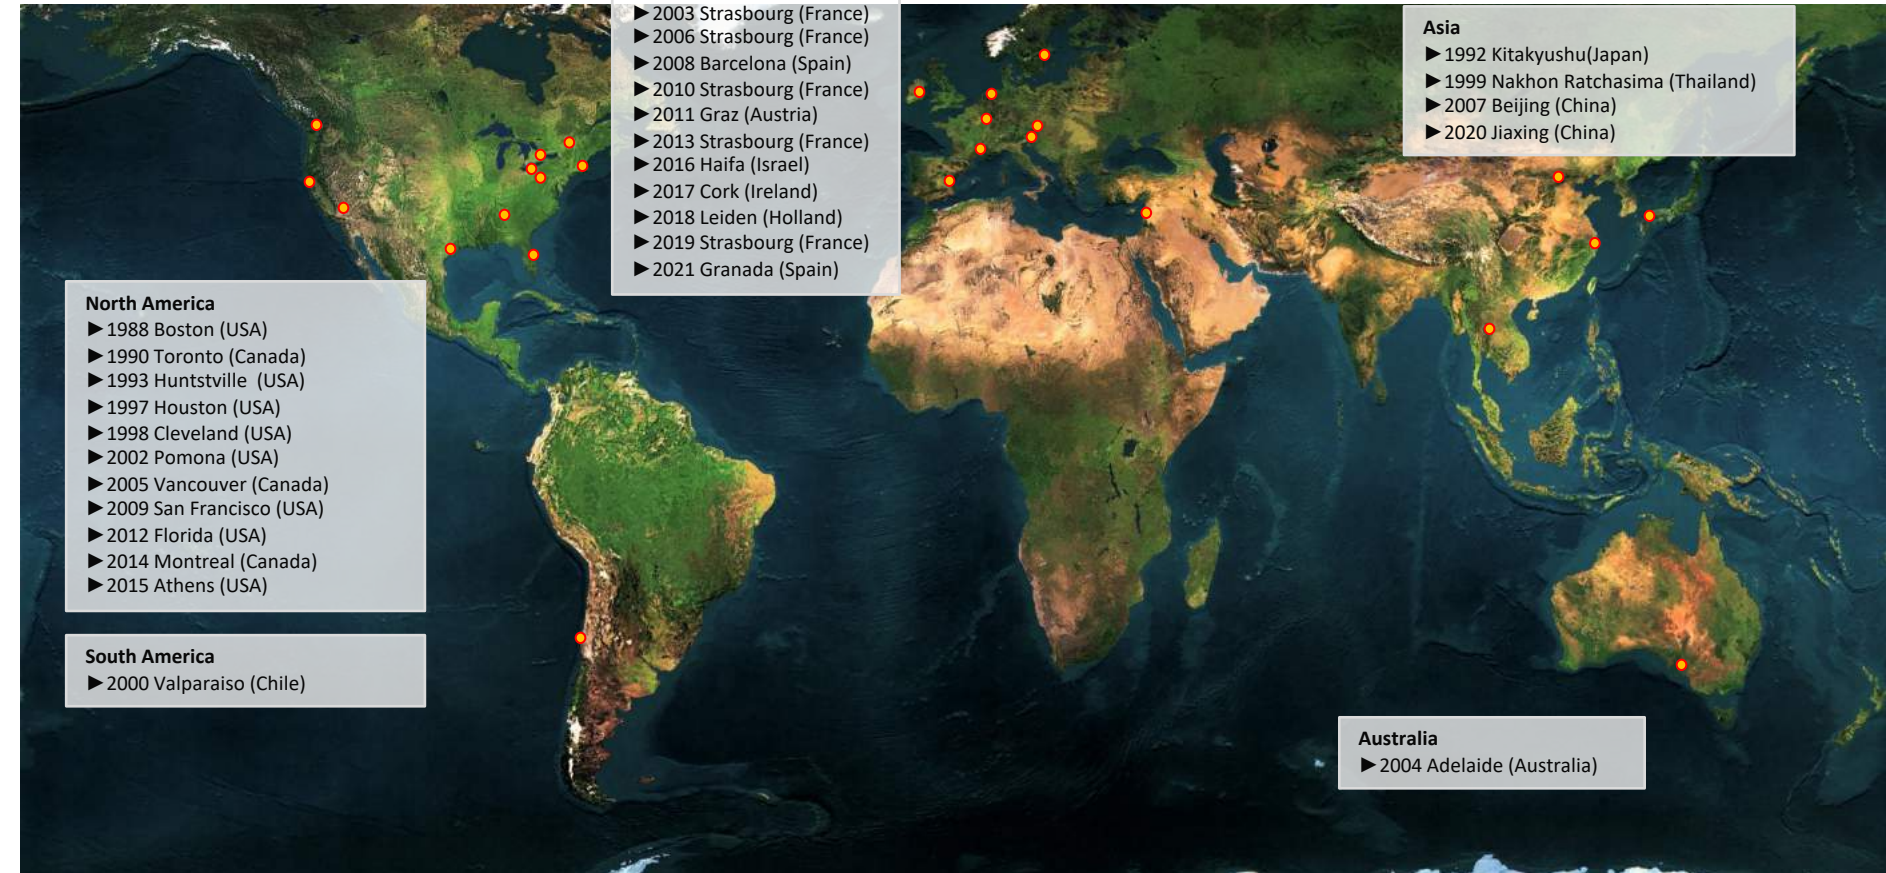 ►2003 Strasbourg (France)
►2006 Strasbourg (France)
►2008 Barcelona (Spain)
►2010 Strasbourg (France)
►2011 Graz (Austria)
►2013 Strasbourg (France)
►2016 Haifa (Israel)
►2017 Cork (Ireland)
►2018 Leiden (Holland)
►2019 Strasbourg (France)
►2021 Granada (Spain)
Asia
►1992 Kitakyushu(Japan)
►1999 Nakhon Ratchasima (Thailand)
►2007 Beijing (China)
►2020 Jiaxing (China)
North America
►1988 Boston (USA)
►1990 Toronto (Canada)
►1993 Huntstville (USA)
►1997 Houston (USA)
►1998 Cleveland (USA)
►2002 Pomona (USA)
►2005 Vancouver (Canada)
►2009 San Francisco (USA)
►2012 Florida (USA)
►2014 Montreal (Canada)
►2015 Athens (USA)
South America
►2000 Valparaiso (Chile)
Australia
►2004 Adelaide (Australia)